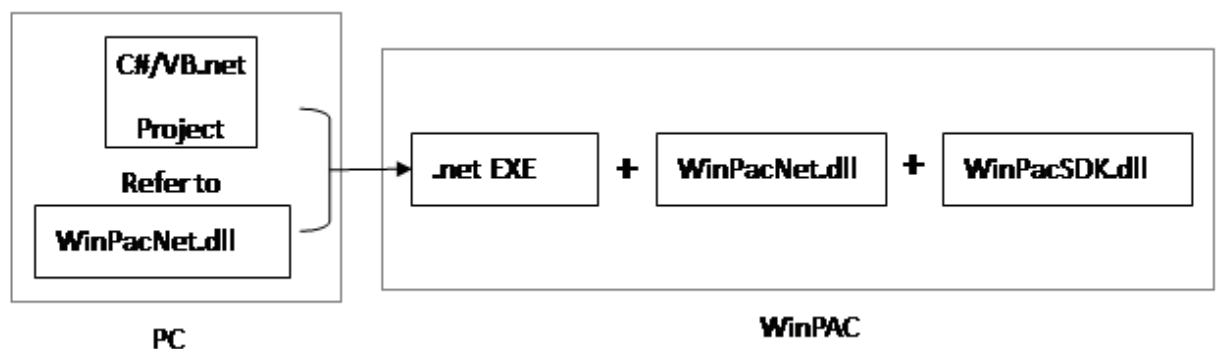 C#/VB.net
Project
Refer to
WinPacNet.dll
PC
.net EXE + WinPacNet.dll + WinPacSDK.dll
WinPAC